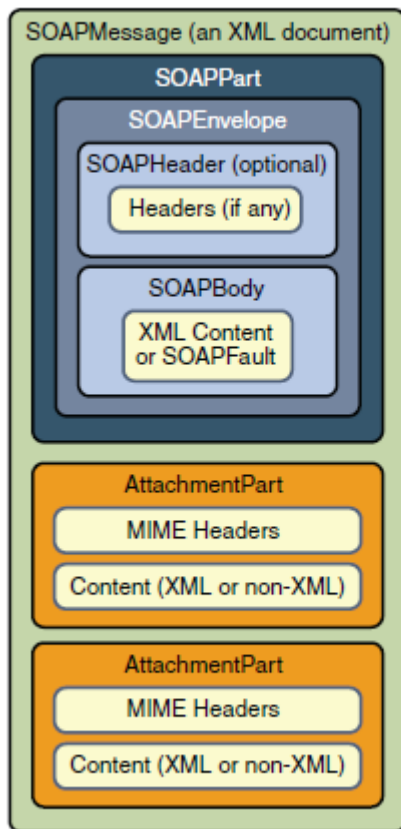 SOAPMessage (an XML document)
SOAPPart
SOAPEnvelope
SOAPHeader (optional)
Headers (if any)
SOAPBody
XML Content
or SOAPFault
AttachmentPart
MIME Headers
Content (XML or non-XML)
AttachmentPart
MIME Headers
Content (XML or non-XML)